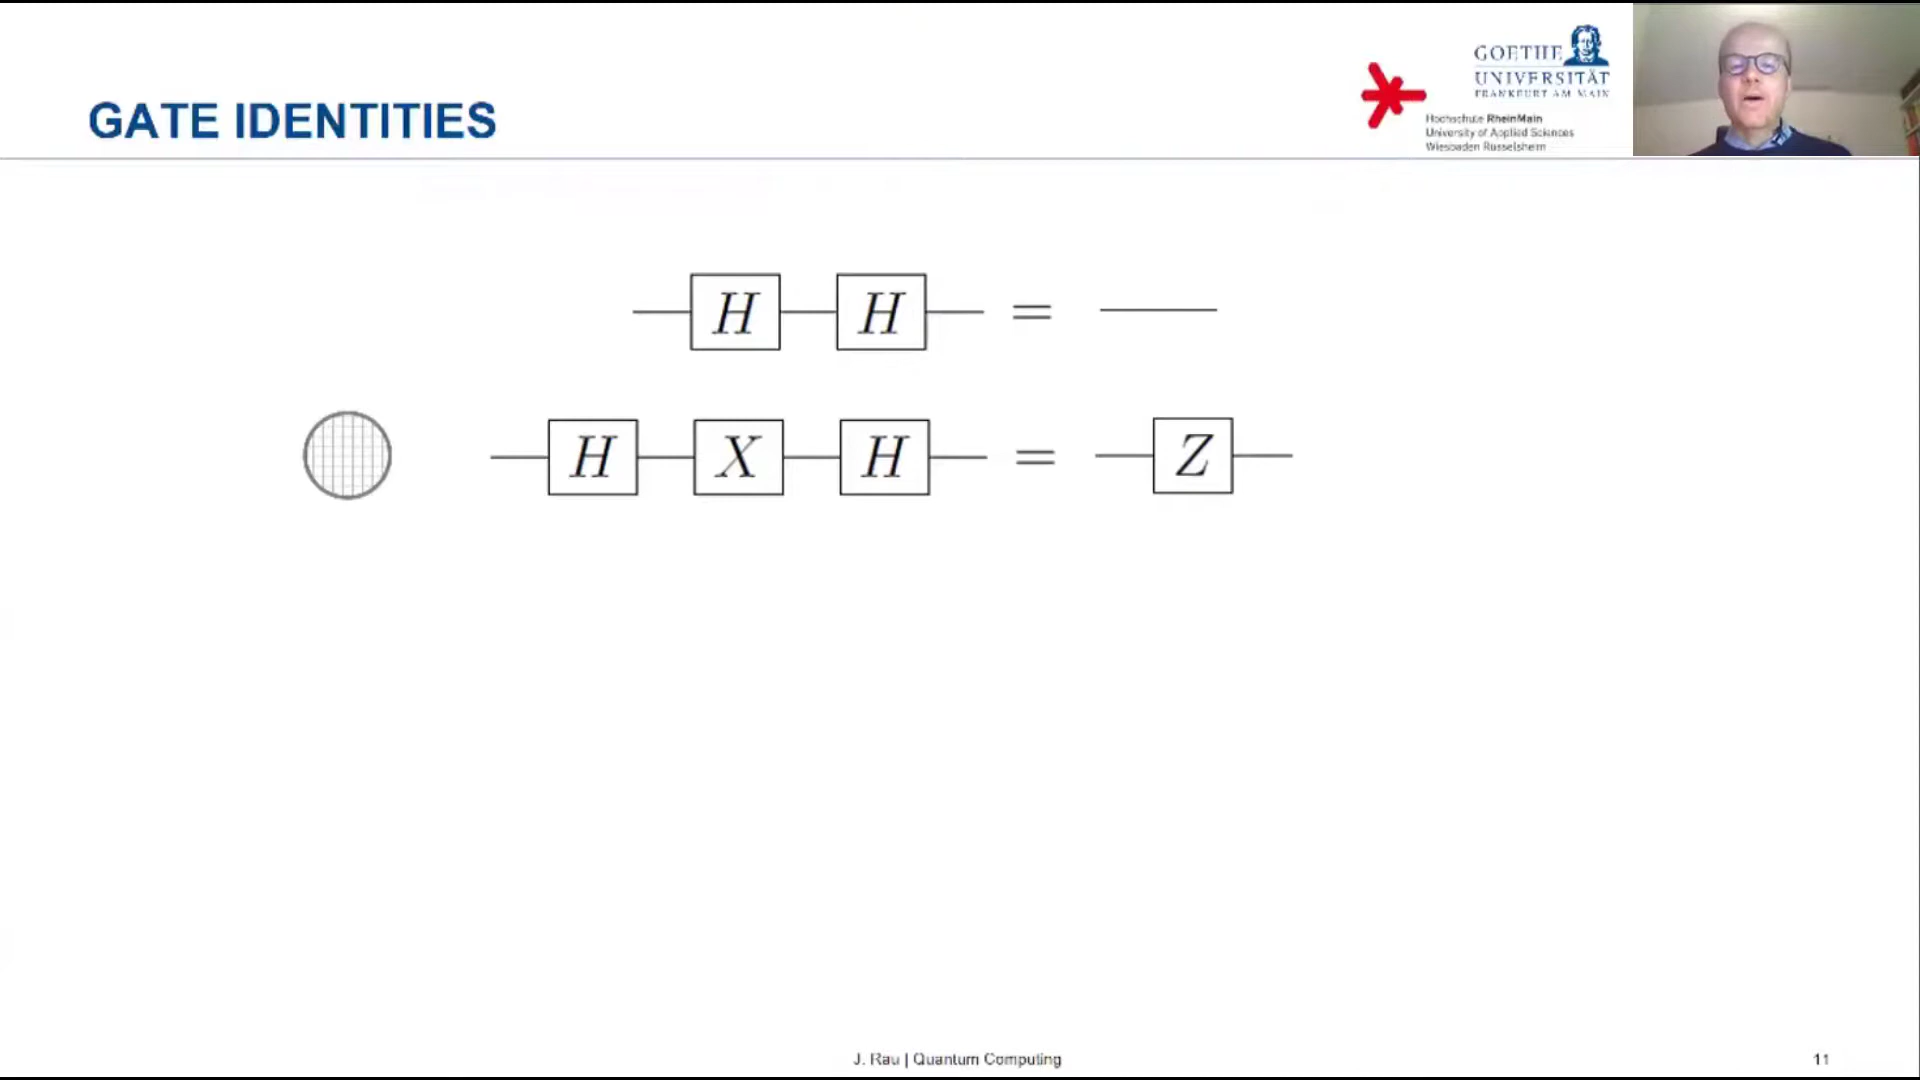 GATE IDENTITIES
GOETHE
UNIVERSITÄT
FRANKFURT AM MAIN
Hochschule RheinMain
University of Applied Sciences
Wiesbaden Rüsselsheim
H H =
H X H = Z
J. Rau | Quantum Computing
11